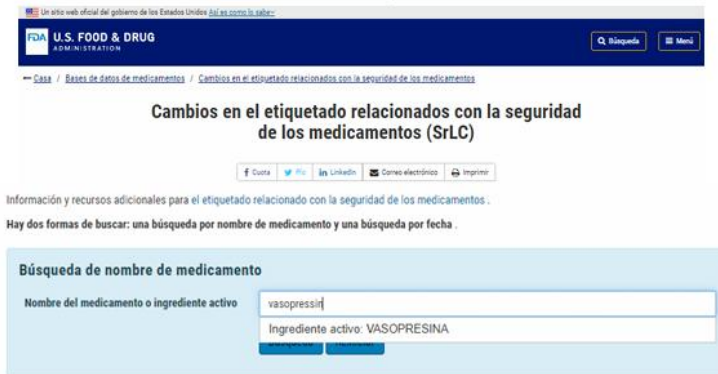 Un sitio web oficial del gobierno de los Estados Unidos Así es como lo sabe
FDA U.S. FOOD & DRUG
ADMINISTRATION
Búsqueda
Menú
Casa / Bases de datos de medicamentos / Cambios en el etiquetado relacionados con la seguridad de los medicamentos
Cambios en el etiquetado relacionado con la seguridad
de los medicamentos (SrLC)
Cuota
Pío
in LinkedIn
Correo electrónico
Imprimir
Información y recursos adicionales para el etiquetado relacionado con la seguridad de los medicamentos .
Hay dos formas de buscar: una búsqueda por nombre de medicamento y una búsqueda por fecha .
Búsqueda de nombre de medicamento
Nombre del medicamento o ingrediente activo
vasopressin
Ingrediente activo: VASOPRESINA